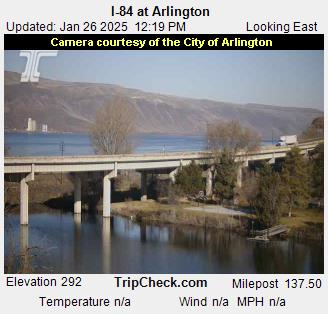 I-84 at Arlington
Updated: Jan 26 2025 12:19 PM Looking East
Camera courtesy of the City of Arlington
Elevation 292 TripCheck.com Milepost 137.50
Temperature n/a Wind n/a MPH n/a